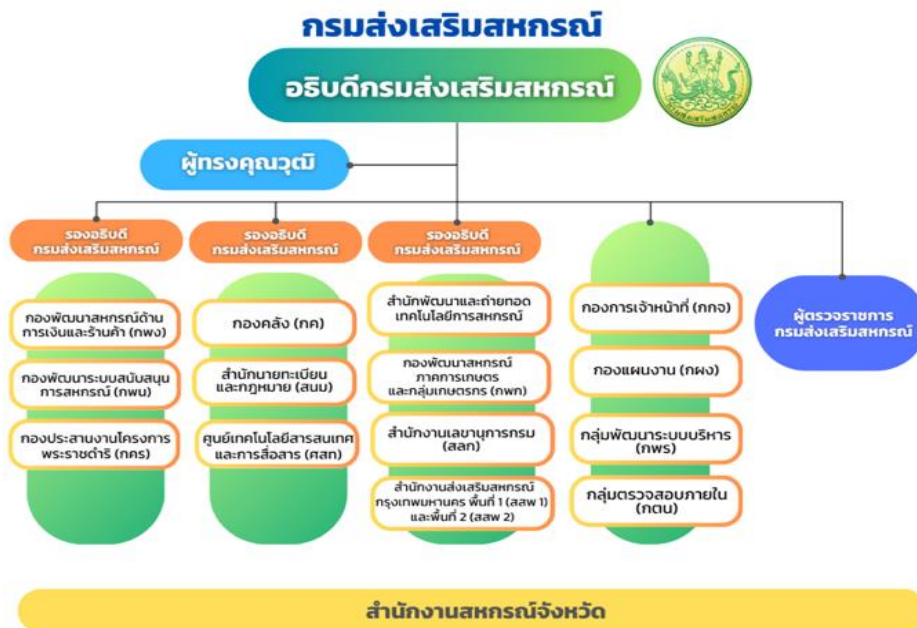 กรมส่งเสริมสหกรณ์
อธิบดีกรมส่งเสริมสหกรณ์
ผู้ทรงคุณวุฒิ
รองอธิบดี
กรมส่งเสริมสหกรณ์
กองพัฒนาสหกรณ์ด้าน
การเงินและร้านค้า (กพง)
กองพัฒนาระบบสนับสนุน
การสหกรณ์ (กพน)
กองประสานงานโครงการ
พระราชดำริ (กคร)
รองอธิบดี
กรมส่งเสริมสหกรณ์
กองคลัง (กค)
สำนักนายทะเบียน
และกฎหมาย (สนม)
ศูนย์เทคโนโลยีสารสนเทศ
และการสื่อสาร (ศสท)
รองอธิบดี
กรมส่งเสริมสหกรณ์
สำนักพัฒนาและถ่ายทอด
เทคโนโลยีการสหกรณ์
กองพัฒนาสหกรณ์
ภาคการเกษตร
และกลุ่มเกษตรกร (กพก)
สำนักงานเลขานุการกรม
(สลก)
สำนักงานส่งเสริมสหกรณ์
กรุงเทพมหานคร พื้นที่ 1 (สสพ 1)
และพื้นที่ 2 (สสพ 2)
กองการเจ้าหน้าที่ (กกจ)
กองแผนงาน (กผง)
กลุ่มพัฒนาระบบบริหาร
(กพร)
กลุ่มตรวจสอบภายใน
(กตน)
ผู้ตรวจราชการ
กรมส่งเสริมสหกรณ์
สำนักงานสหกรณ์จังหวัด